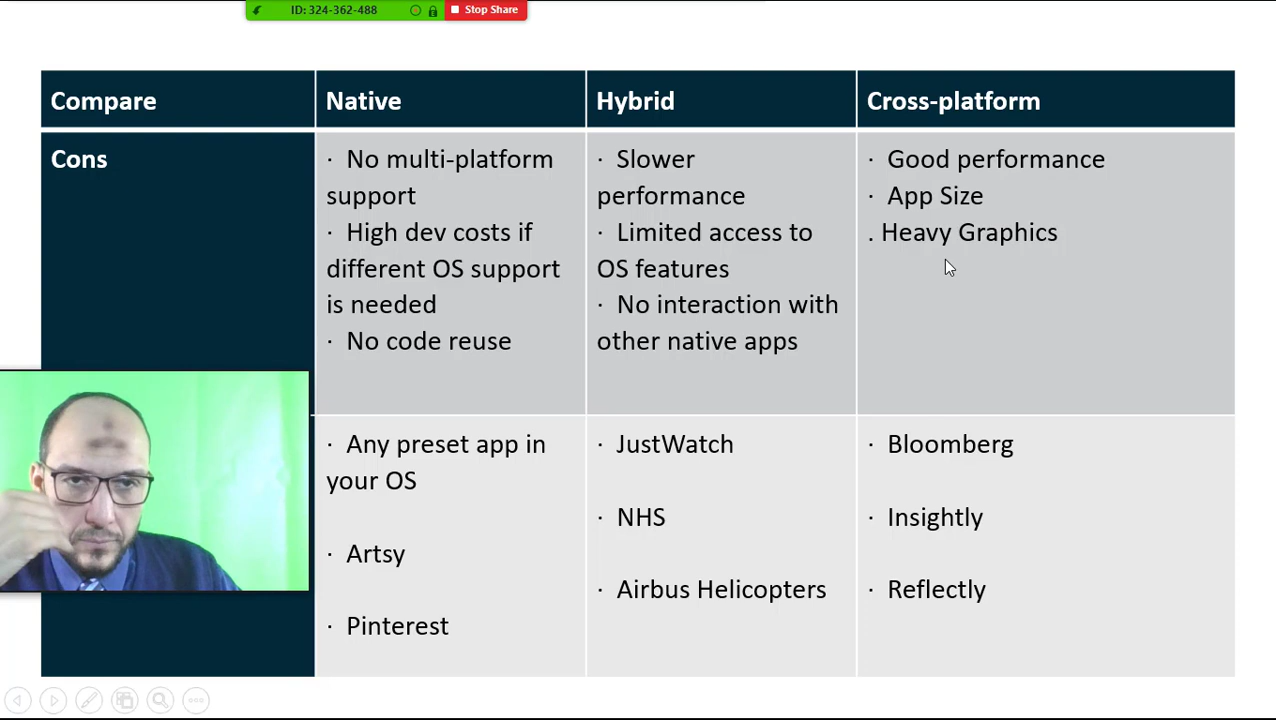 ID: 324-362-488 Stop Share
Compare
Native
Hybrid
Cross-platform
Cons
· No multi-platform
support
· High dev costs if
different OS support
is needed
· No code reuse
· Slower
performance
· Limited access to
OS features
· No interaction with
other native apps
· Good performance
· App Size
. Heavy Graphics
· Any preset app in
your OS
· Artsy
· Pinterest
· JustWatch
· NHS
· Airbus Helicopters
· Bloomberg
· Insightly
· Reflectly